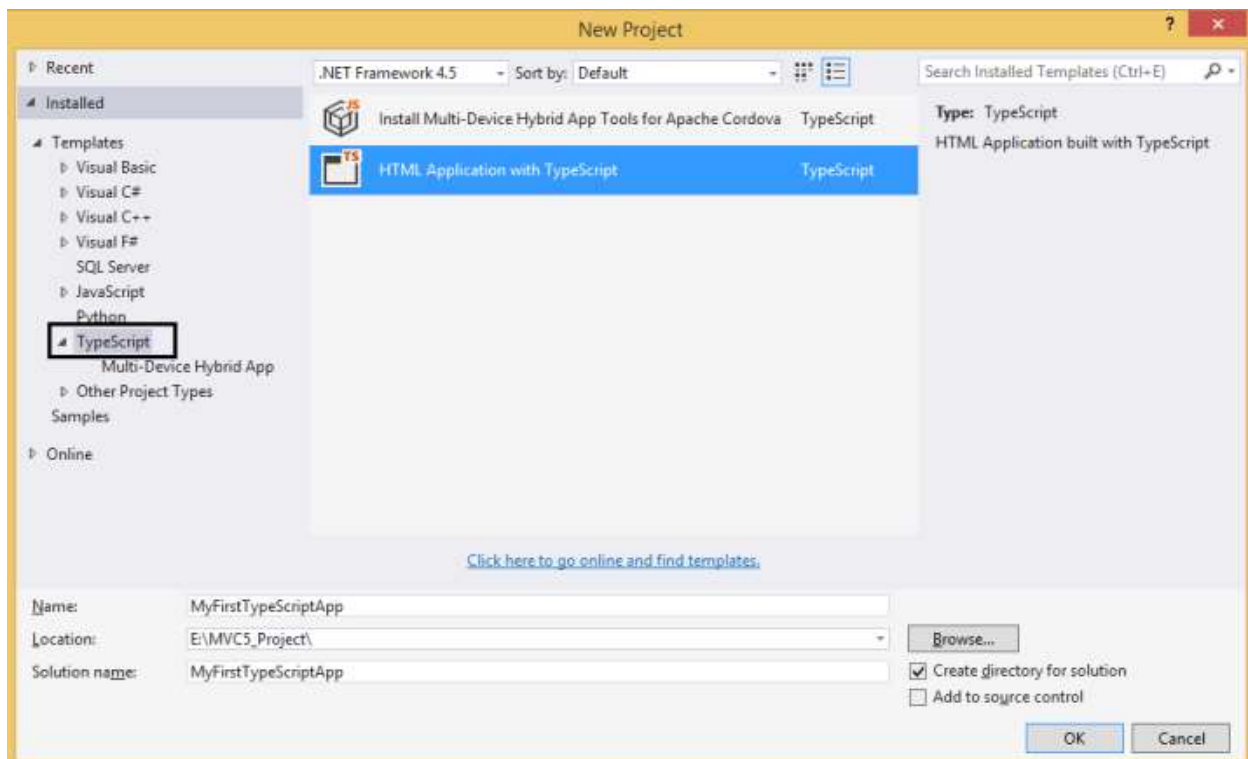 New Project
?
Recent
Installed
Templates
Visual Basic
Visual C#
Visual C++
Visual F#
SQL Server
JavaScript
Python
TypeScript
Multi-Device Hybrid App
Other Project Types
Samples
Online
.NET Framework 4.5
Sort by: Default
JS
Install Multi-Device Hybrid App Tools for Apache Cordova TypeScript
TS
HTML Application with TypeScript TypeScript
Click here to go online and find templates.
Search Installed Templates (Ctrl+E)
Type: TypeScript
HTML Application built with TypeScript
Name: MyFirstTypeScriptApp
Location: E:\MVC5_Project\
Browse...
Solution name: MyFirstTypeScriptApp
Create directory for solution
Add to source control
OK Cancel